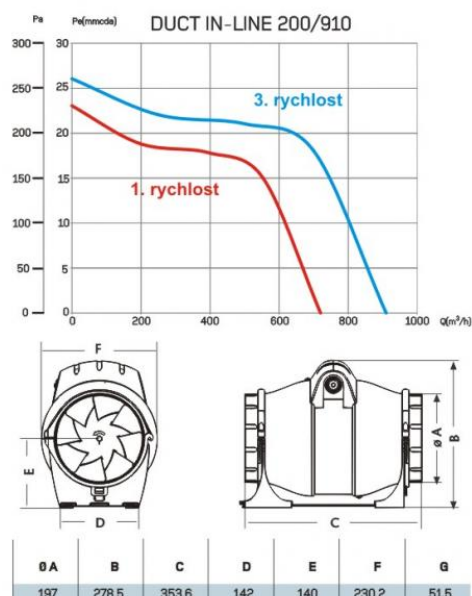 DUCT IN-LINE 200/910
Pa Pe(mmcda)
300 30
250 25
200 20
150 15
100 10
50 5
0 0
3. rychlost
1. rychlost
0 200 400 600 800 1000 Q(m³/h)
F
E
D
ø A
B
C
Ø A B C D E F G
197 278.5 353.6 142 140 230.2 51.5